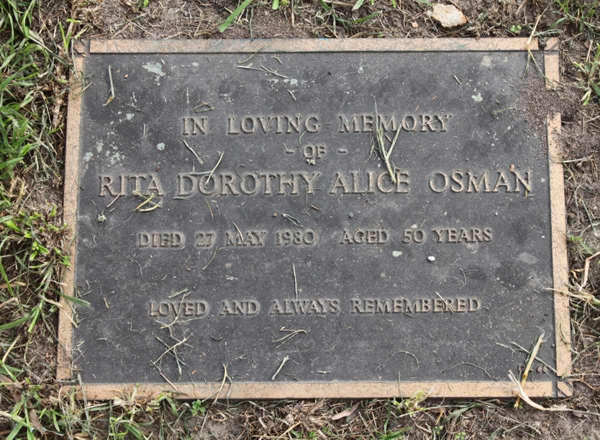 IN LOVING MEMORY
- OF -
RITA DOROTHY ALICE OSMAN
DIED 27 MAY 1980 AGED 50 YEARS
LOVED AND ALWAYS REMEMBERED